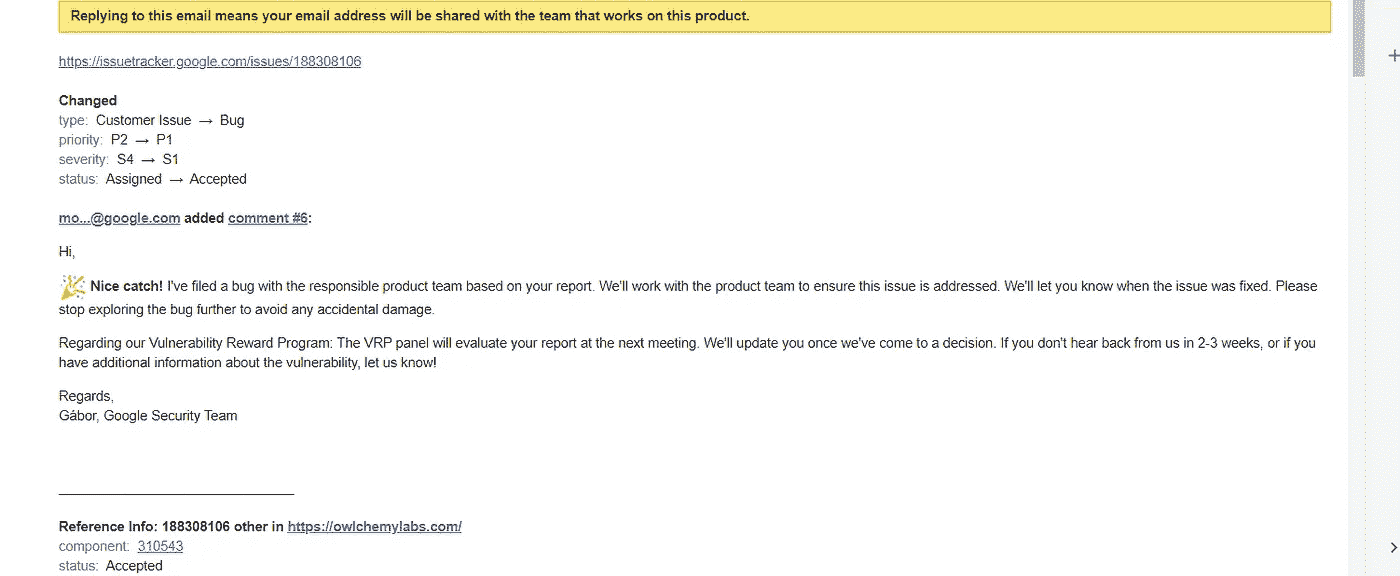 Replying to this email means your email address will be shared with the team that works on this product.
https://issuetracker.google.com/issues/188308106
Changed
type: Customer Issue → Bug
priority: P2 → P1
severity: S4 → S1
status: Assigned → Accepted
mo...@google.com added comment #6:
Hi,
Nice catch! I've filed a bug with the responsible product team based on your report. We'll work with the product team to ensure this issue is addressed. We'll let you know when the issue was fixed. Please
stop exploring the bug further to avoid any accidental damage.
Regarding our Vulnerability Reward Program: The VRP panel will evaluate your report at the next meeting. We'll update you once we've come to a decision. If you don't hear back from us in 2-3 weeks, or if you
have additional information about the vulnerability, let us know!
Regards,
Gábor, Google Security Team
Reference Info: 188308106 other in https://owlchemylabs.com/
component: 310543
status: Accepted